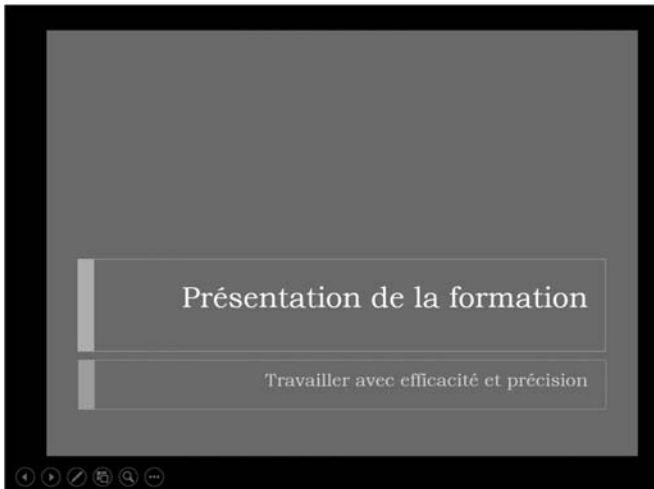 Présentation de la formation
Travailler avec efficacité et précision